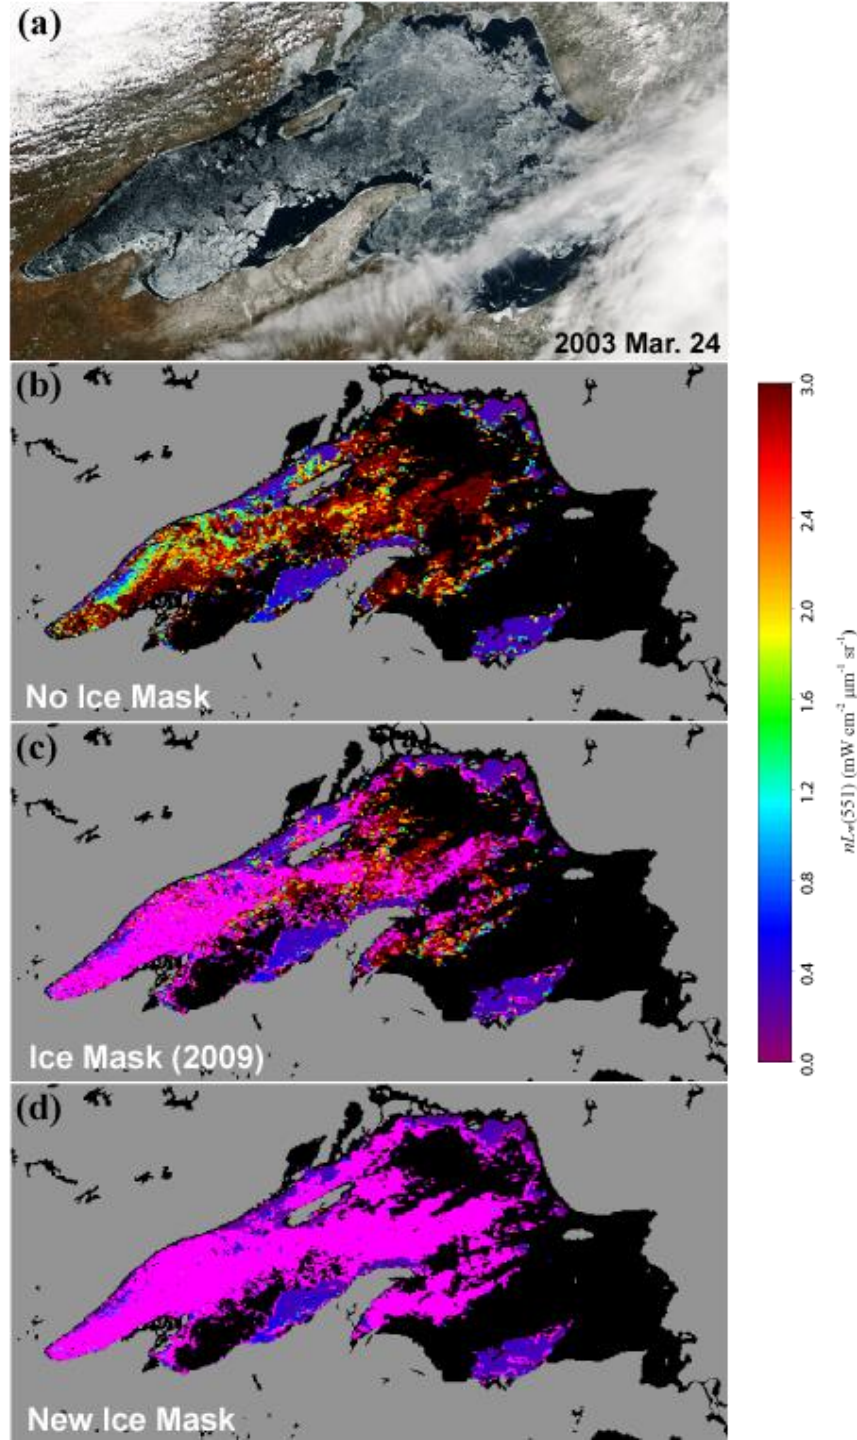 (a)
2003 Mar. 24
(b)
No Ice Mask
(c)
Ice Mask (2009)
(d)
New Ice Mask
3.0
2.4
2.0
1.6
1.2
0.8
0.4
0.0
nLw(551) (mW cm⁻² μm⁻¹ sr⁻¹)